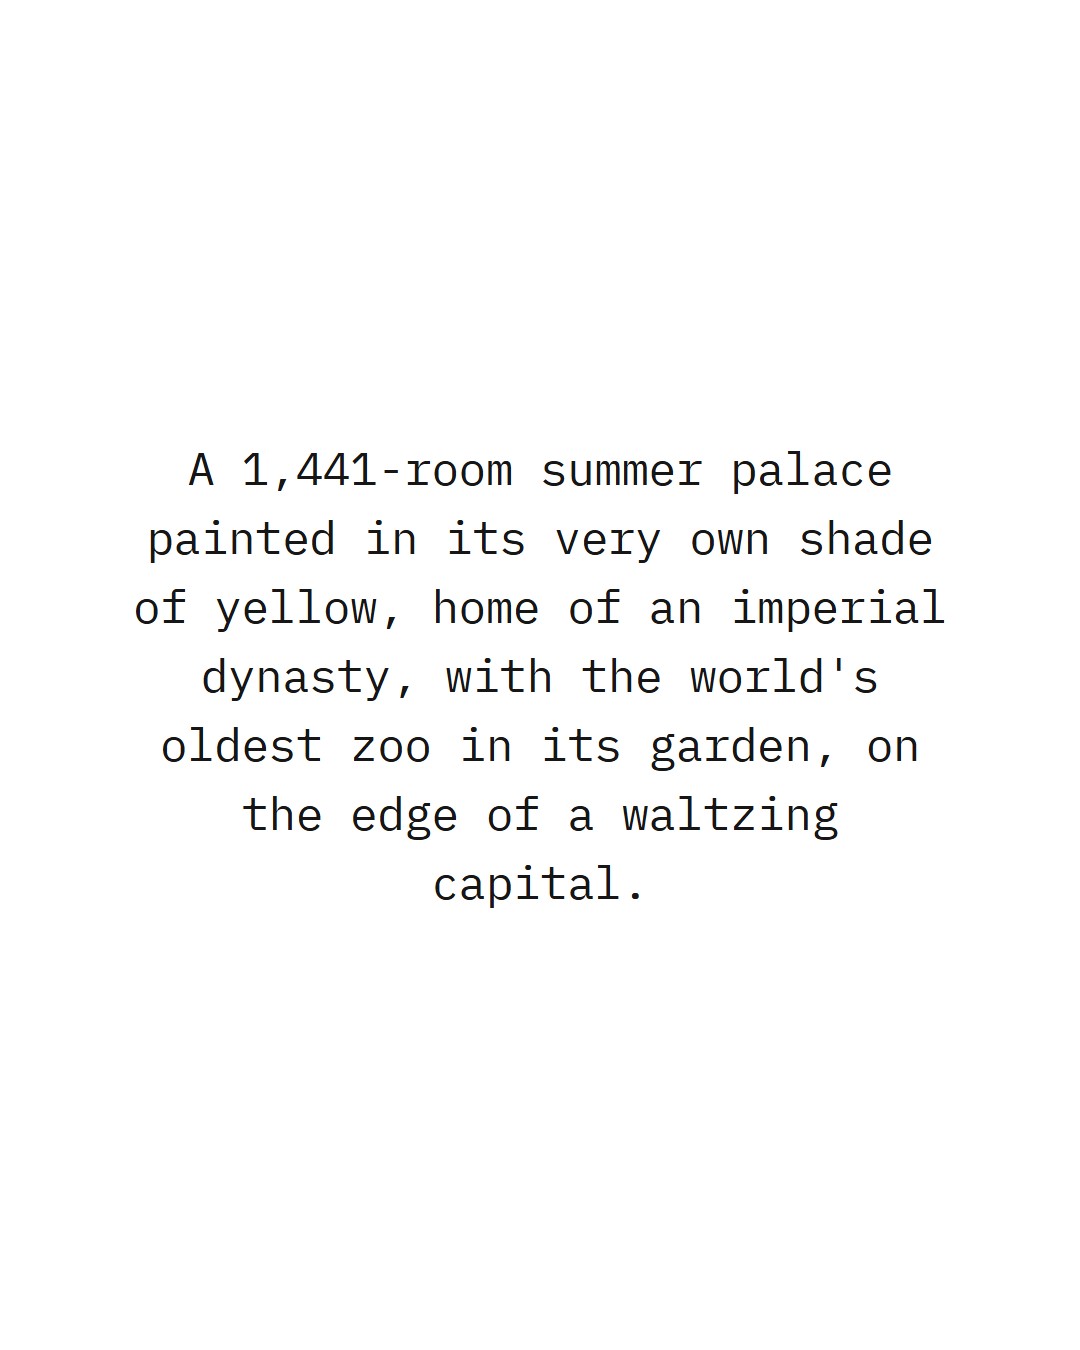 A 1,441-room summer palace
painted in its very own shade
of yellow, home of an imperial
dynasty, with the world's
oldest zoo in its garden, on
the edge of a waltzing
capital.